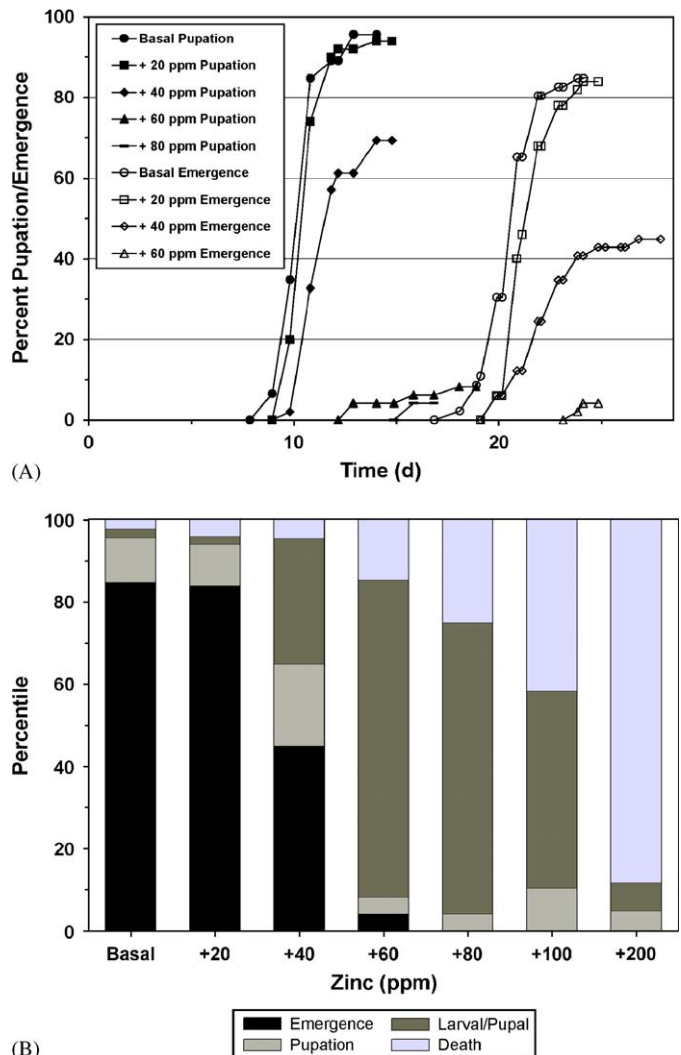 100
80
60
40
20
0
Percent Pupation/Emergence
Basal Pupation
+ 20 ppm Pupation
+ 40 ppm Pupation
+ 60 ppm Pupation
+ 80 ppm Pupation
Basal Emergence
+ 20 ppm Emergence
+ 40 ppm Emergence
+ 60 ppm Emergence
0 10 20
(A) Time (d)
100
80
60
40
20
0
Percentile
Basal +20 +40 +60 +80 +100 +200
Zinc (ppm)
Emergence Larval/Pupal
Pupation Death
(B)